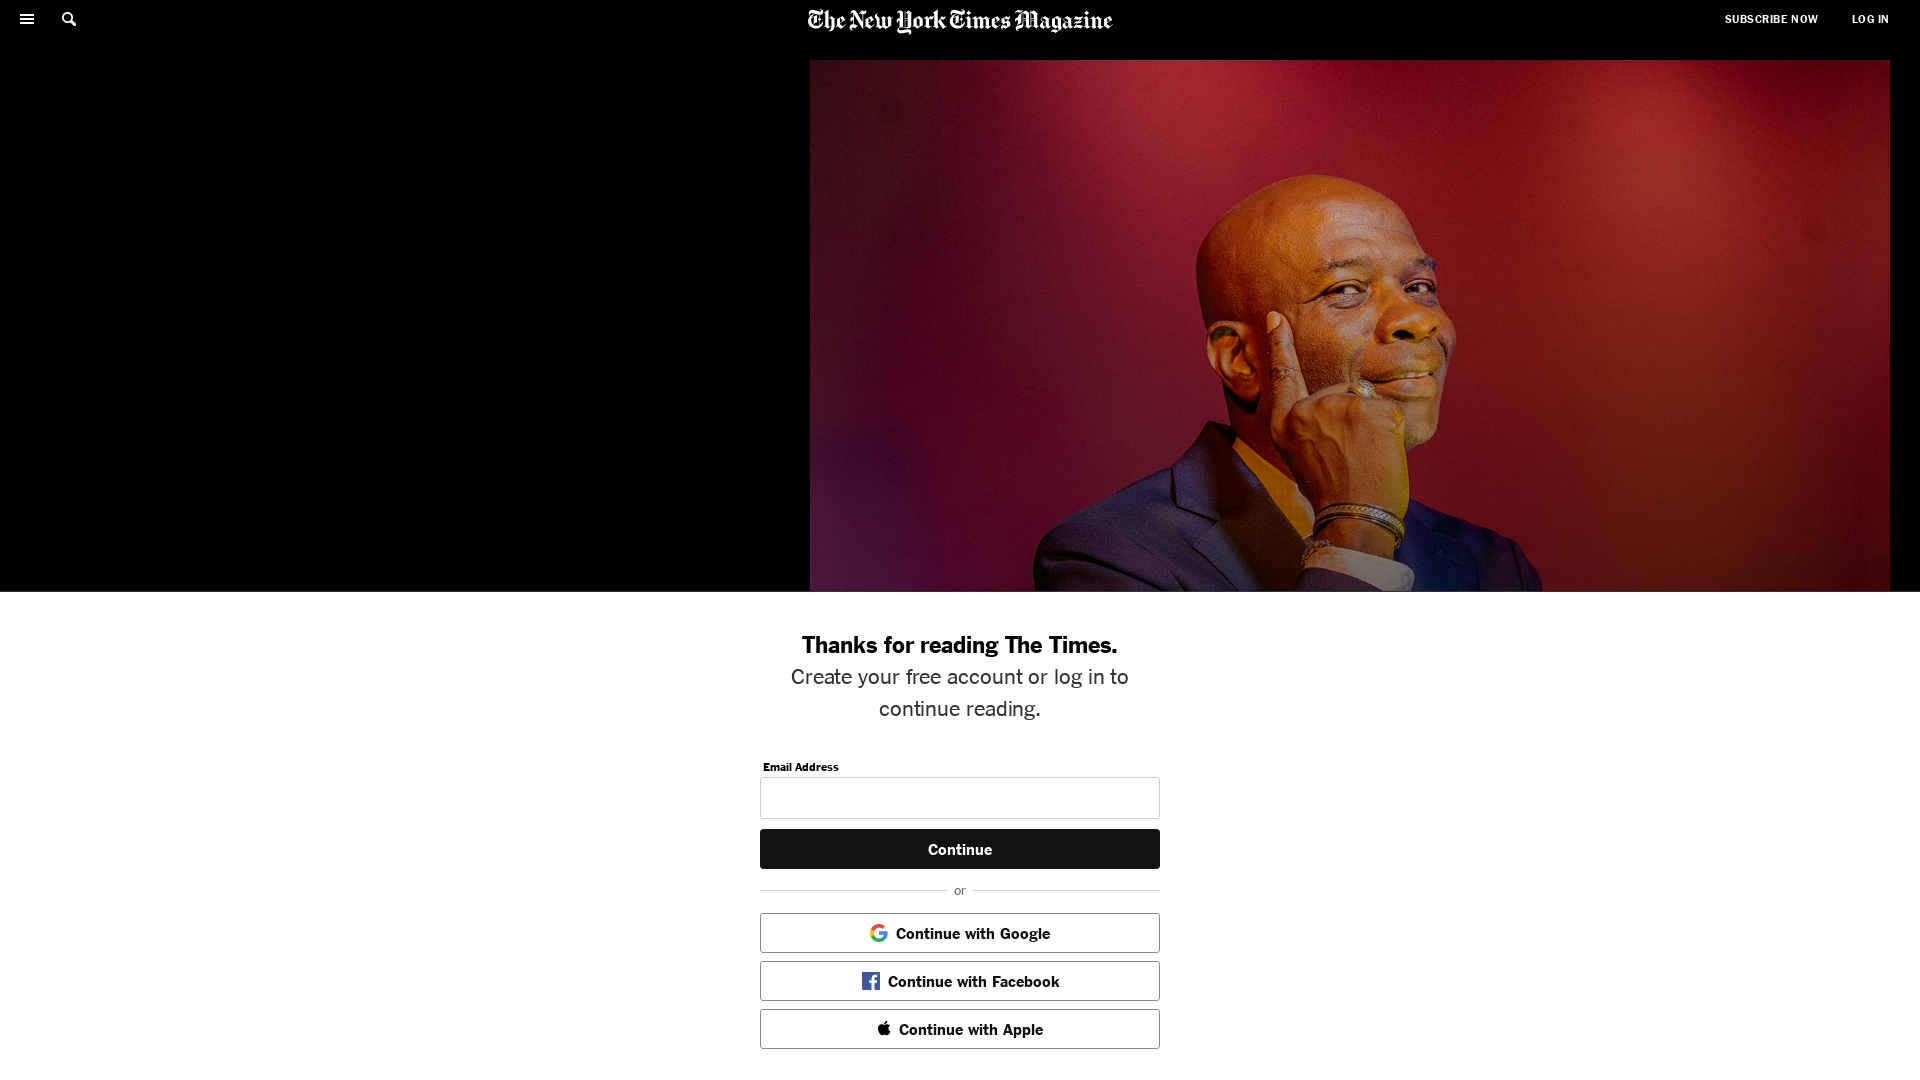 The New York Times Magazine
SUBSCRIBE NOW
LOG IN
Thanks for reading The Times.
Create your free account or log in to
continue reading.
Email Address
Continue
or
Continue with Google
Continue with Facebook
Continue with Apple